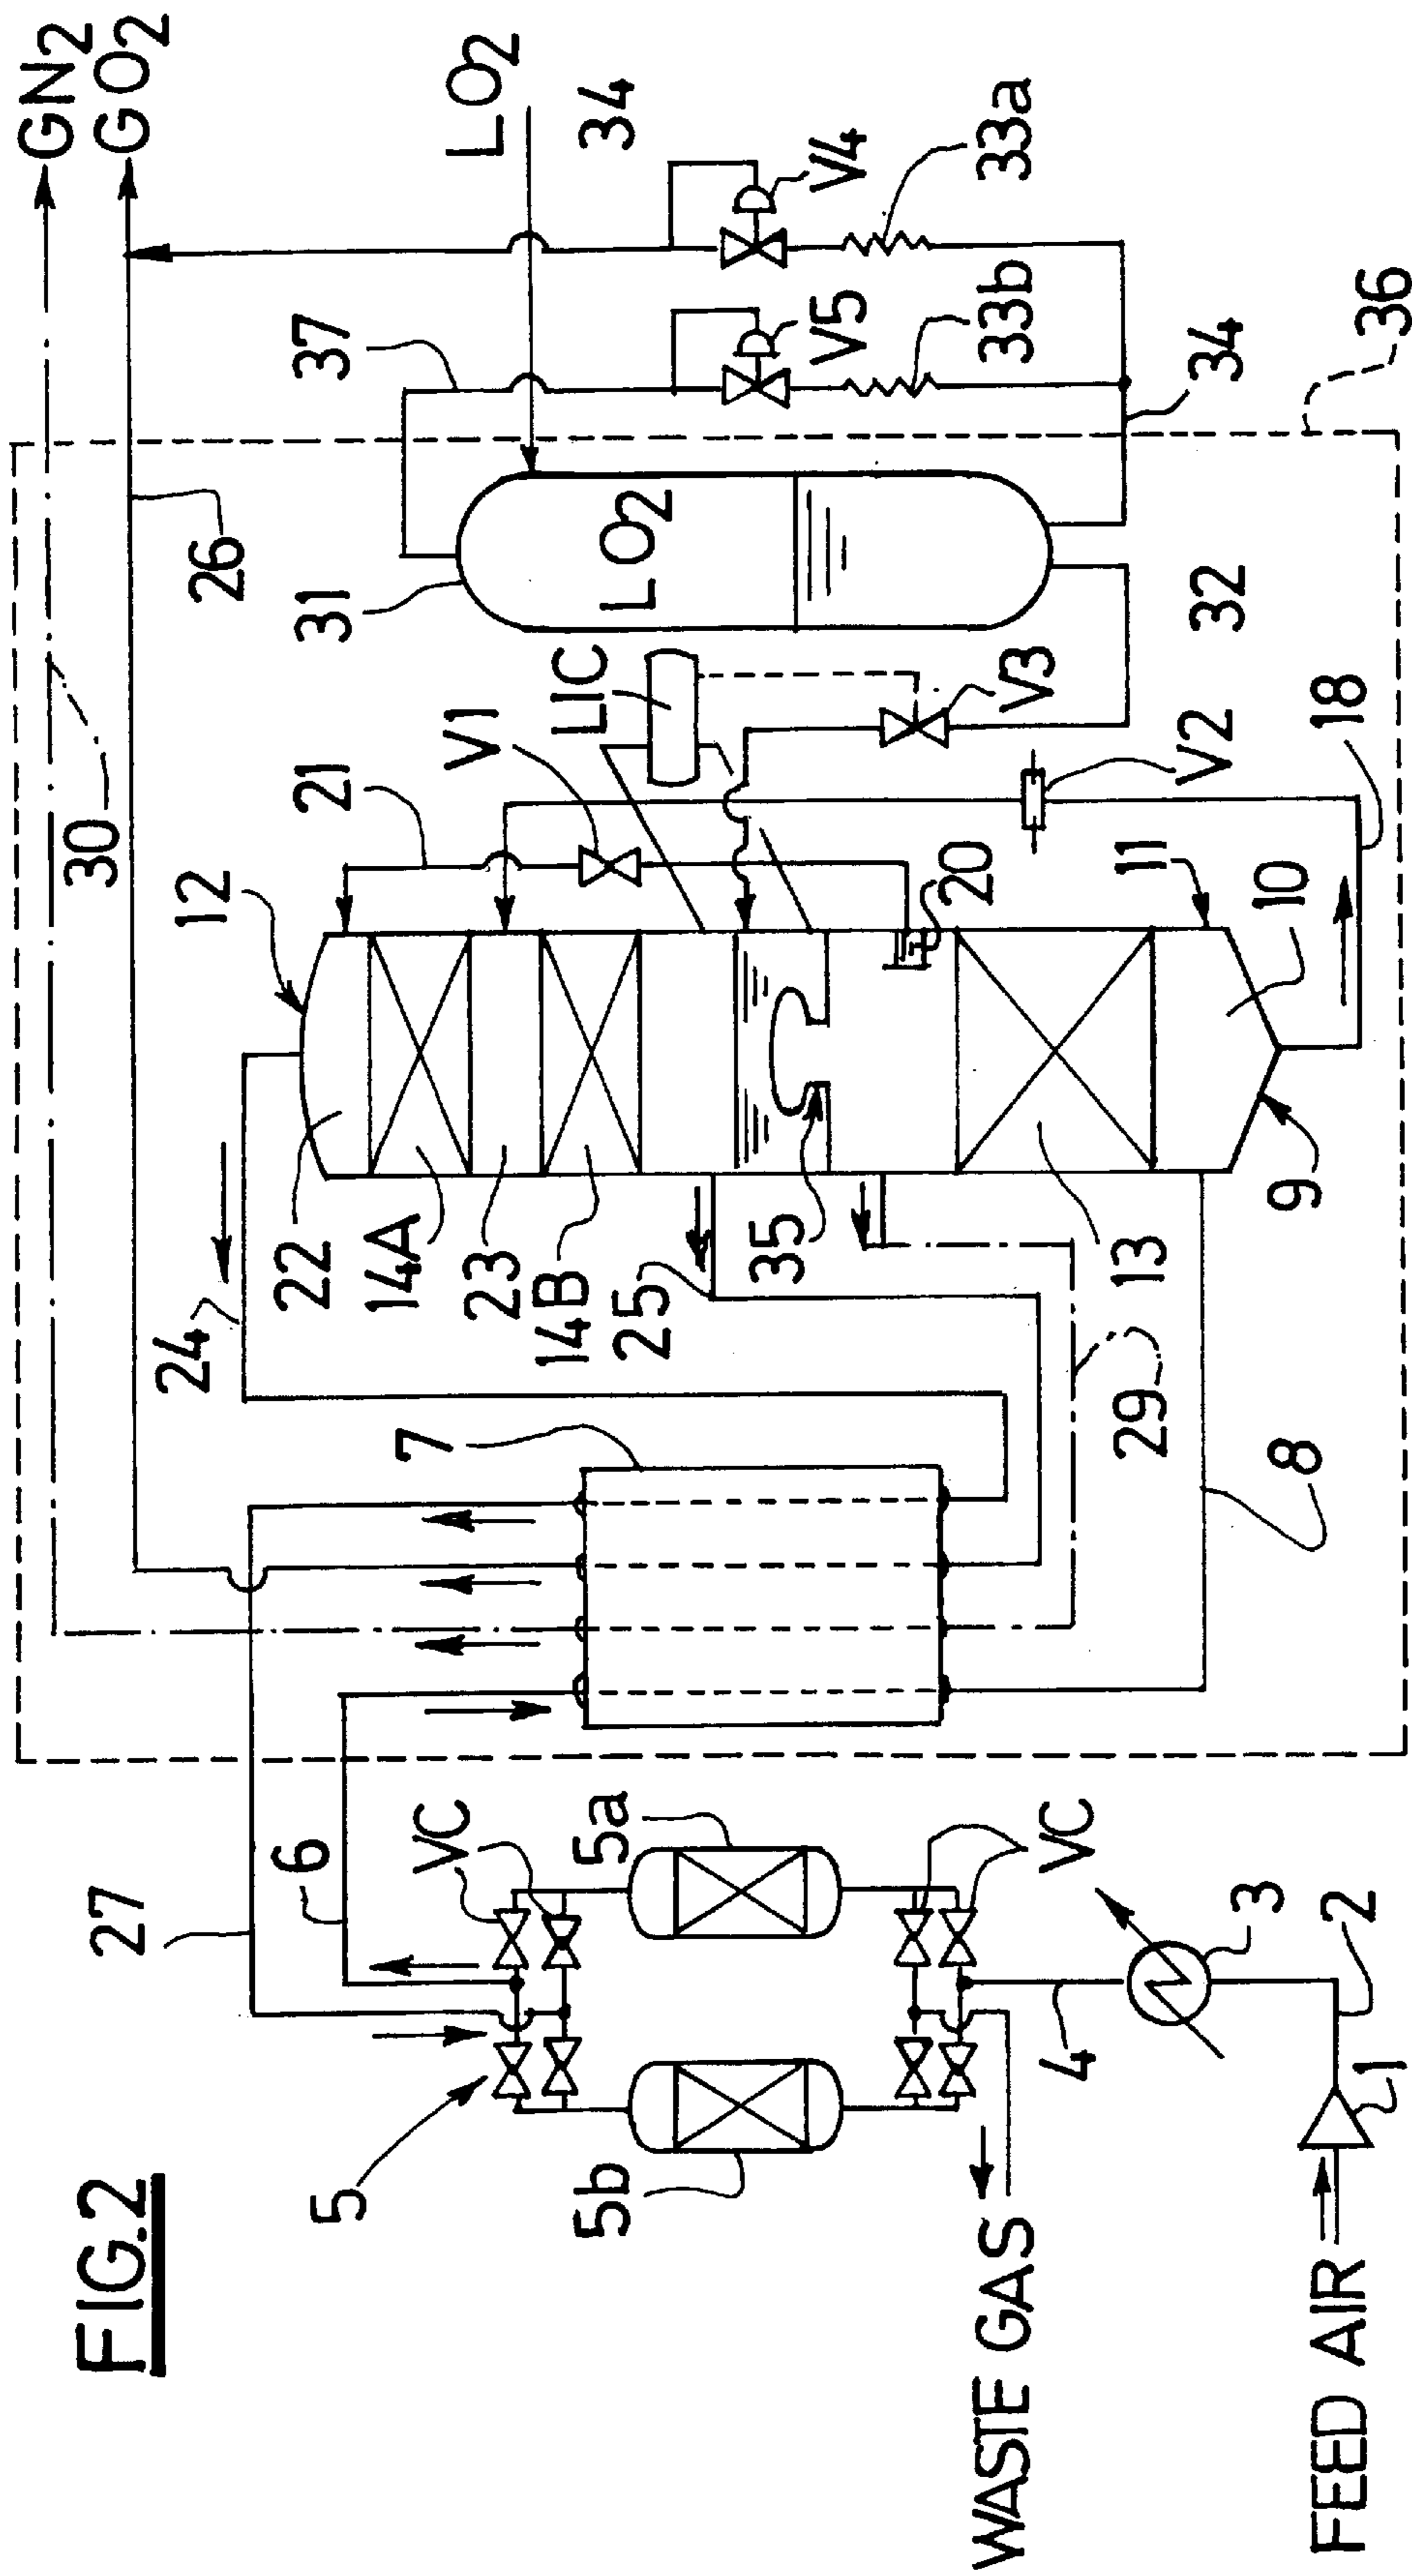 FIG.2
GN2
GO2
LO2
34
V4
33a
37
V5
33b
34
36
26
31
LO2
32
LIC
V3
30
21
V1
V2
18
12
20
11
10
22
14A
23
14B
25
35
13
9
24
7
29
8
27
6
VC
5a
VC
3
2
4
1
5
5b
WASTE GAS
FEED AIR